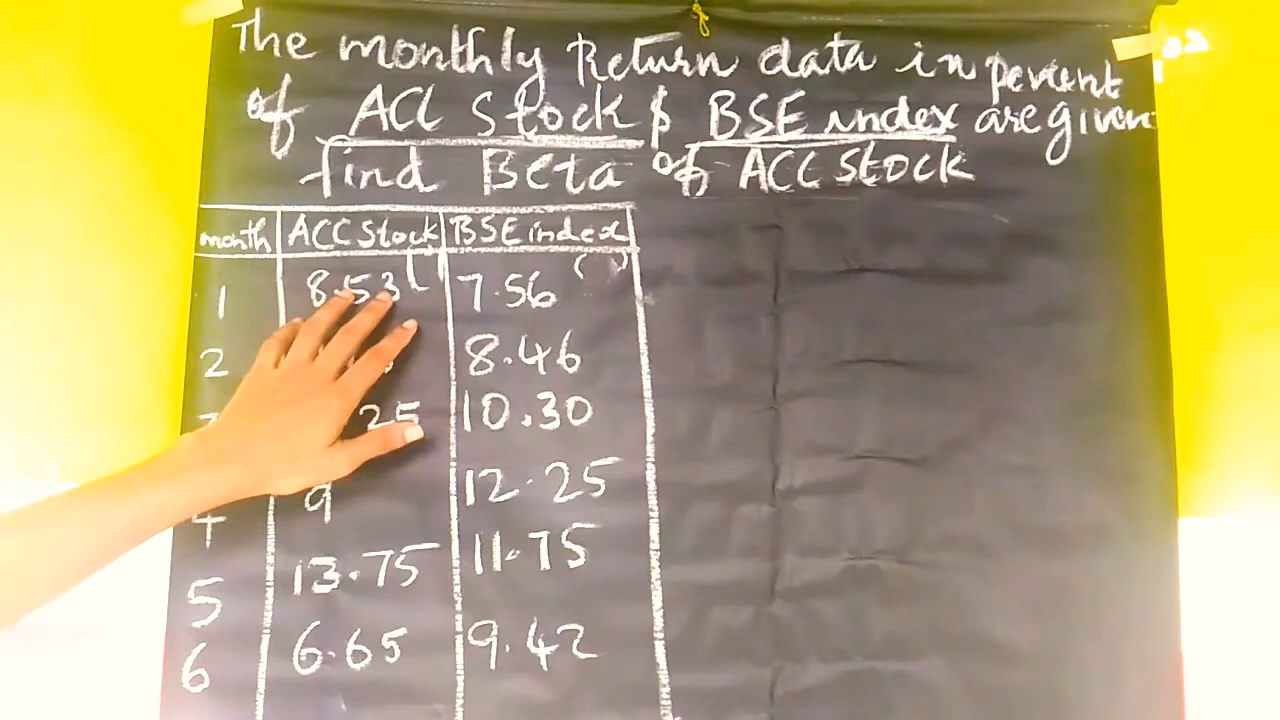 The monthly Return data in percent
of ACC Stock & BSE index are given
find Beta of ACC Stock
month ACC Stock BSE index
( ) ( )
1 8.53 7.56
2 8.46
25 10.30
4 9 12.25
5 13.75 11.75
6 6.65 9.42